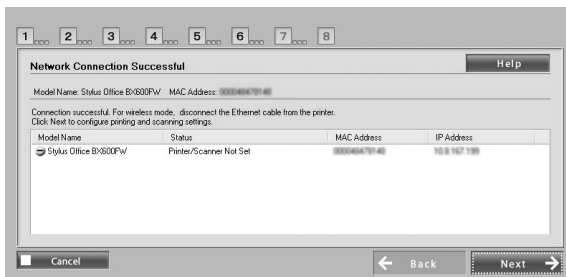 1 2 3 4 5 6 7 8
Network Connection Successful
Help
Model Name: Stylus Office BX600FW MAC Address:
Connection successful. For wireless mode, disconnect the Ethernet cable from the printer.
Click Next to configure printing and scanning settings.
Model Name Status MAC Address IP Address
Stylus Office BX600FW Printer/Scanner Not Set
Cancel Back Next